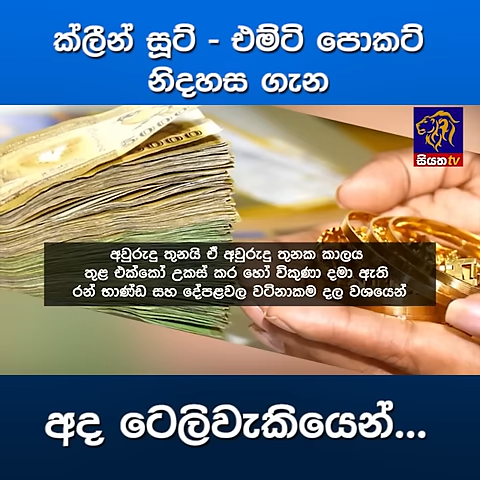 ක්ලීන් සූට් - එම්ටි පොකට්
නිදහස ගැන
සියත tv
අවුරුදු තුනයි ඒ අවුරුදු තුනක කාලය
තුළ එක්කෝ උකස් කර හෝ විකුණා දමා ඇති
රන් භාණ්ඩ සහ දේපළවල වටිනාකම දල වශයෙන්
අද ටෙලිවැකියෙන්...